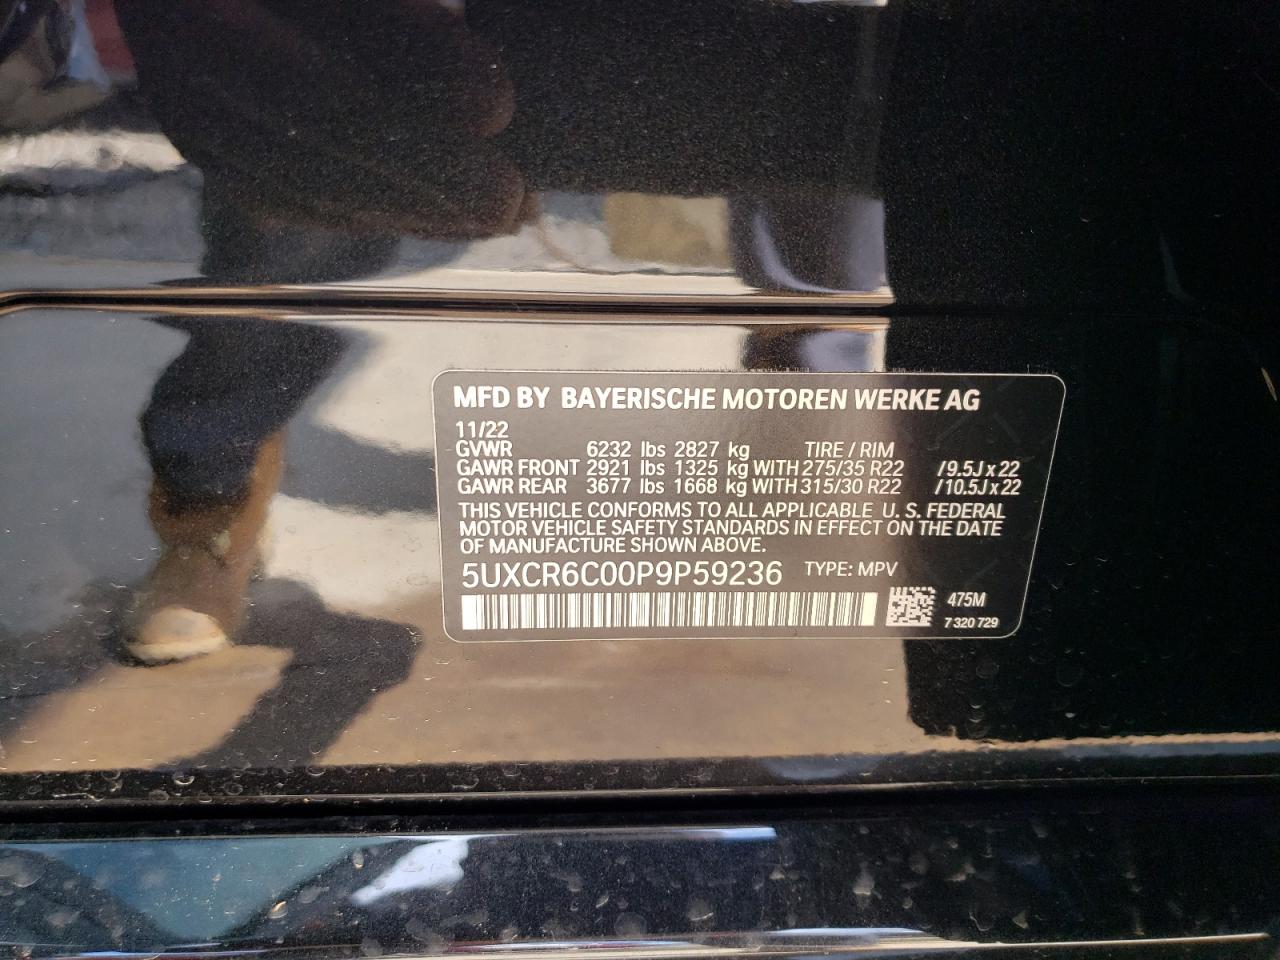 MFD BY BAYERISCHE MOTOREN WERKE AG
11/22
GVWR 6232 lbs 2827 kg TIRE / RIM
GAWR FRONT 2921 lbs 1325 kg WITH 275/35 R22 /9.5J x 22
GAWR REAR 3677 lbs 1668 kg WITH 315/30 R22 /10.5J x 22
THIS VEHICLE CONFORMS TO ALL APPLICABLE U. S. FEDERAL
MOTOR VEHICLE SAFETY STANDARDS IN EFFECT ON THE DATE
OF MANUFACTURE SHOWN ABOVE.
5UXCR6C00P9P59236 TYPE: MPV
475M
7 320 729